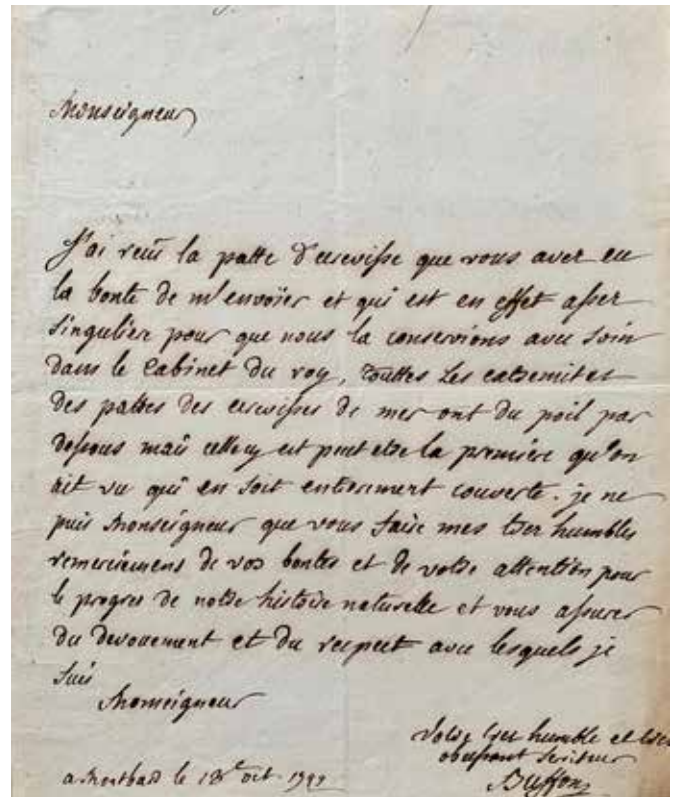 Monseigneur
J'ai reçu la patte d'ecrevisse que vous avez eu
la bonté de m'envoïer et qui est en effet assez
singuliere pour que nous la conservions avec soin
dans le Cabinet du roy, touttes les extremites
des pattes des ecrevisses de mer ont du poil par
dessous mais celle cy est peut etre la premiere qu'on
ait vu qui en soit entierement couverte. je ne
puis Monseigneur que vous faire mes tres humbles
remerciemens de vos bontes et de votre attention pour
le progres de notre histoire naturelle et vous assurer
du devouement et du respect avec lesquels je
suis
Monseigneur
Votre tres humble et tres
obeissant serviteur
Buffon
a Montbard le 18e oct.